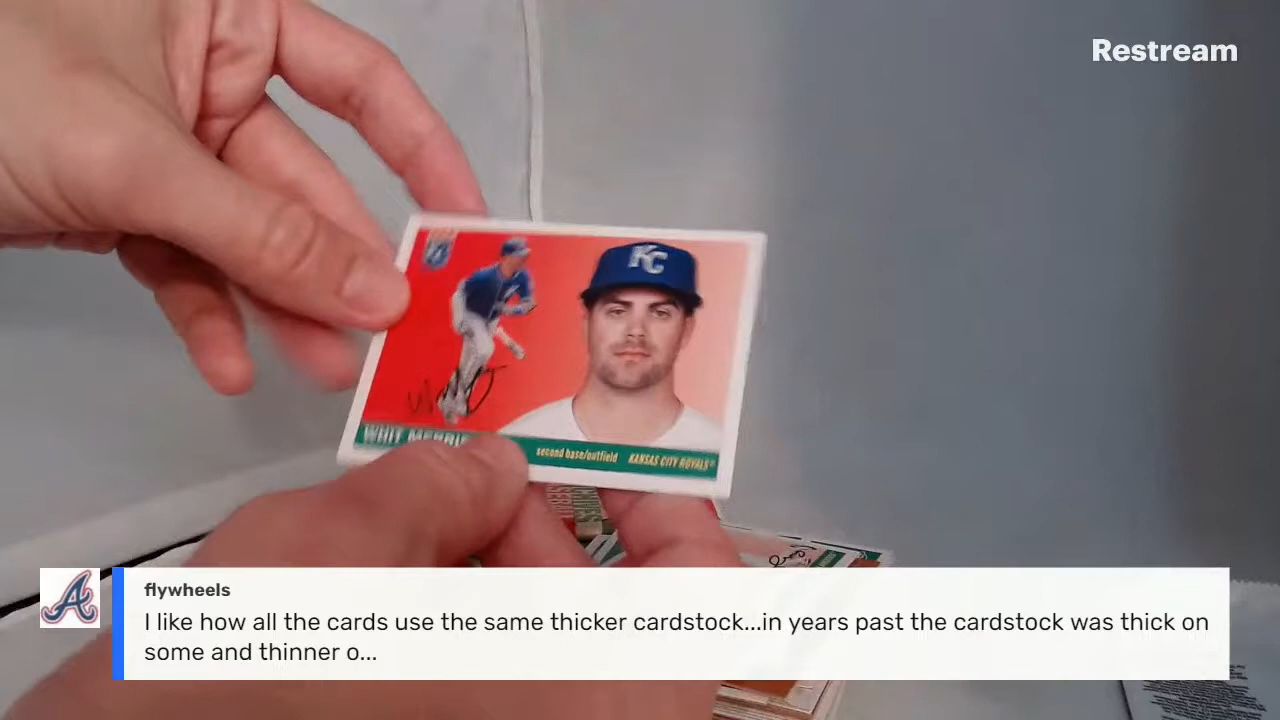 Restream
KC
WHIT
second base/outfield KANSAS CITY ROYALS
flywheels
I like how all the cards use the same thicker cardstock...in years past the cardstock was thick on
some and thinner o...